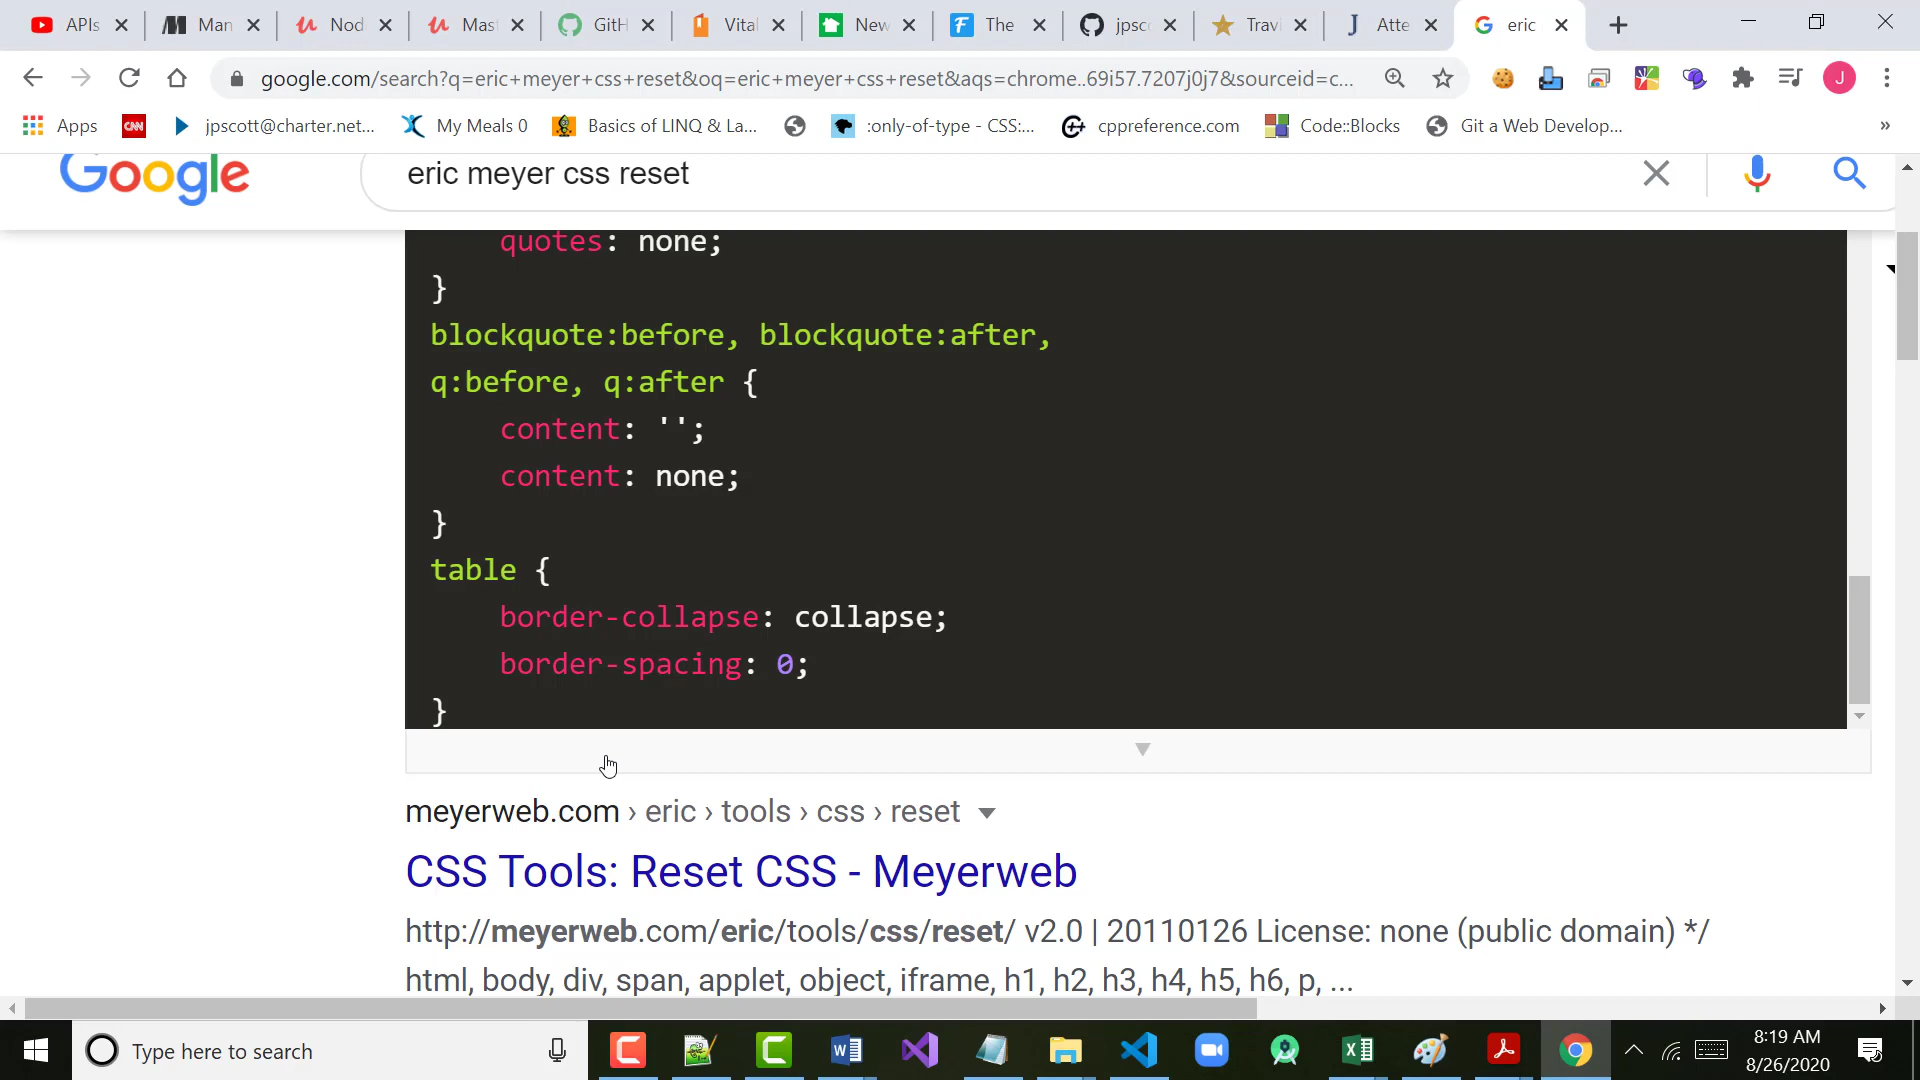 APIs
Man
Nod
Mast
GitH
Vital
New
The
jpsc
Travi
Atte
eric
google.com/search?q=eric+meyer+css+reset&oq=eric+meyer+css+reset&aqs=chrome..69i57.7207j0j7&sourceid=c...
J
Apps
CNN
jpscott@charter.net...
My Meals 0
Basics of LINQ & La...
:only-of-type - CSS:...
cppreference.com
Code::Blocks
Git a Web Develop...
»
Google
eric meyer css reset
quotes: none;
}
blockquote:before, blockquote:after,
q:before, q:after {
content: '';
content: none;
}
table {
border-collapse: collapse;
border-spacing: 0;
}
meyerweb.com › eric › tools › css › reset
CSS Tools: Reset CSS - Meyerweb
http://meyerweb.com/eric/tools/css/reset/ v2.0 | 20110126 License: none (public domain) */
html, body, div, span, applet, object, iframe, h1, h2, h3, h4, h5, h6, p, ...
Type here to search
8:19 AM
8/26/2020